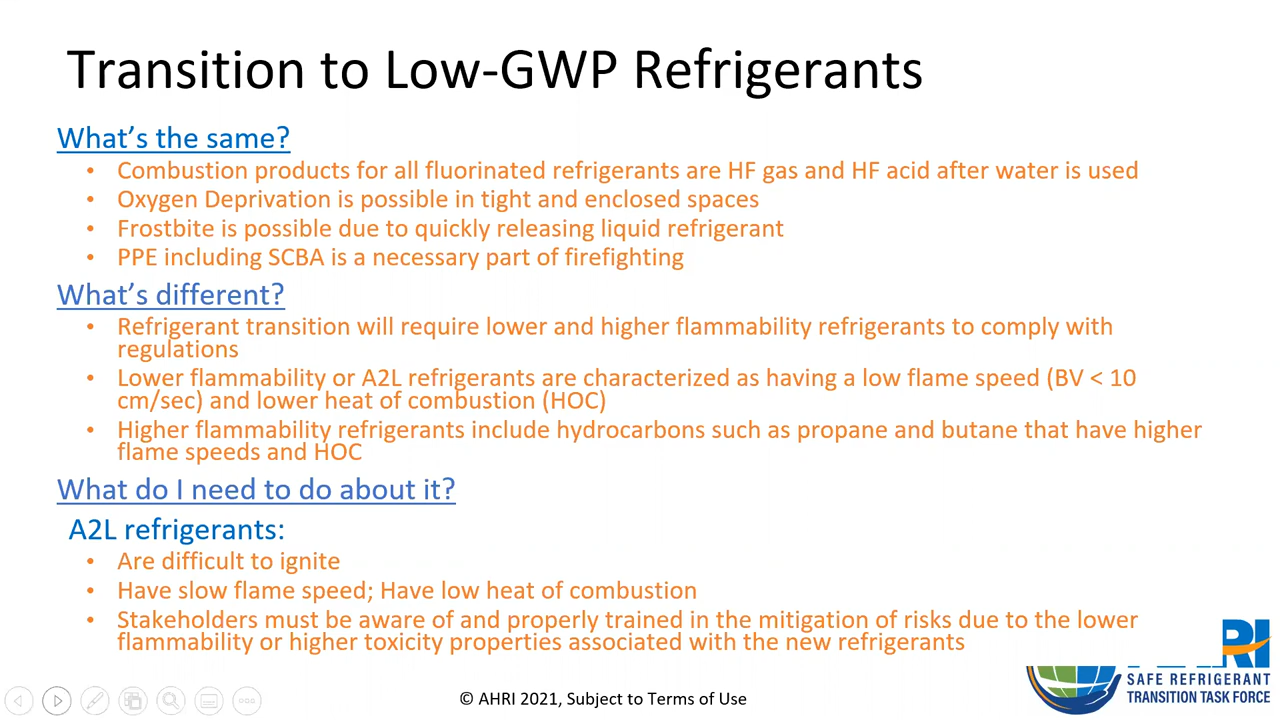 Transition to Low-GWP Refrigerants
What’s the same?
• Combustion products for all fluorinated refrigerants are HF gas and HF acid after water is used
• Oxygen Deprivation is possible in tight and enclosed spaces
• Frostbite is possible due to quickly releasing liquid refrigerant
• PPE including SCBA is a necessary part of firefighting
What’s different?
• Refrigerant transition will require lower and higher flammability refrigerants to comply with
regulations
• Lower flammability or A2L refrigerants are characterized as having a low flame speed (BV < 10
cm/sec) and lower heat of combustion (HOC)
• Higher flammability refrigerants include hydrocarbons such as propane and butane that have higher
flame speeds and HOC
What do I need to do about it?
A2L refrigerants:
• Are difficult to ignite
• Have slow flame speed; Have low heat of combustion
• Stakeholders must be aware of and properly trained in the mitigation of risks due to the lower
flammability or higher toxicity properties associated with the new refrigerants
© AHRI 2021, Subject to Terms of Use
RI
SAFE REFRIGERANT
TRANSITION TASK FORCE